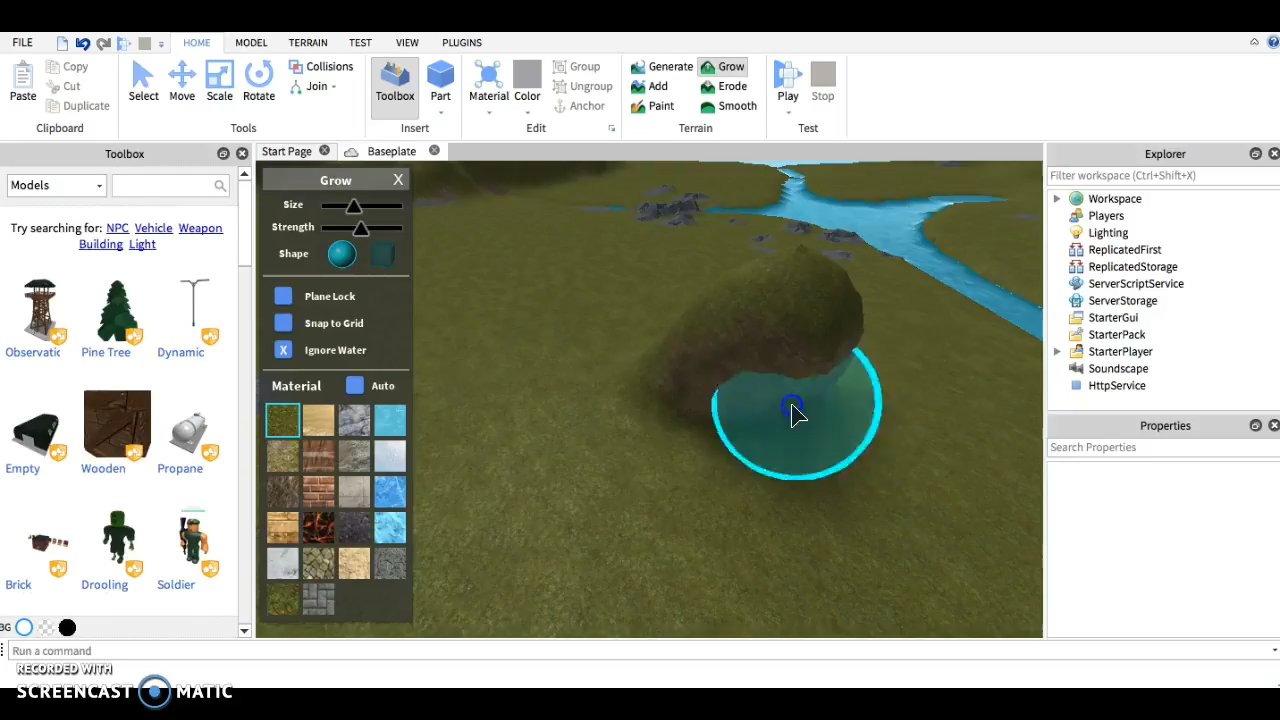 FILE HOME MODEL TERRAIN TEST VIEW PLUGINS
Paste
Copy
Cut
Duplicate
Clipboard
Select Move Scale Rotate
Collisions
Join
Tools
Toolbox Part
Insert
Material Color
Group
Ungroup
Anchor
Edit
Generate Grow
Add Erode
Paint Smooth
Terrain
Play Stop
Test
Toolbox
Models
Try searching for: NPC Vehicle Weapon
Building Light
Observatic Pine Tree Dynamic
Empty Wooden Propane
Brick Drooling Soldier
BG
Start Page Baseplate
Grow X
Size
Strength
Shape
Plane Lock
Snap to Grid
X Ignore Water
Material Auto
Explorer
Filter workspace (Ctrl+Shift+X)
Workspace
Players
Lighting
ReplicatedFirst
ReplicatedStorage
ServerScriptService
ServerStorage
StarterGui
StarterPack
StarterPlayer
Soundscape
HttpService
Properties
Search Properties
Run a command
RECORDED WITH
SCREENCAST MATIC